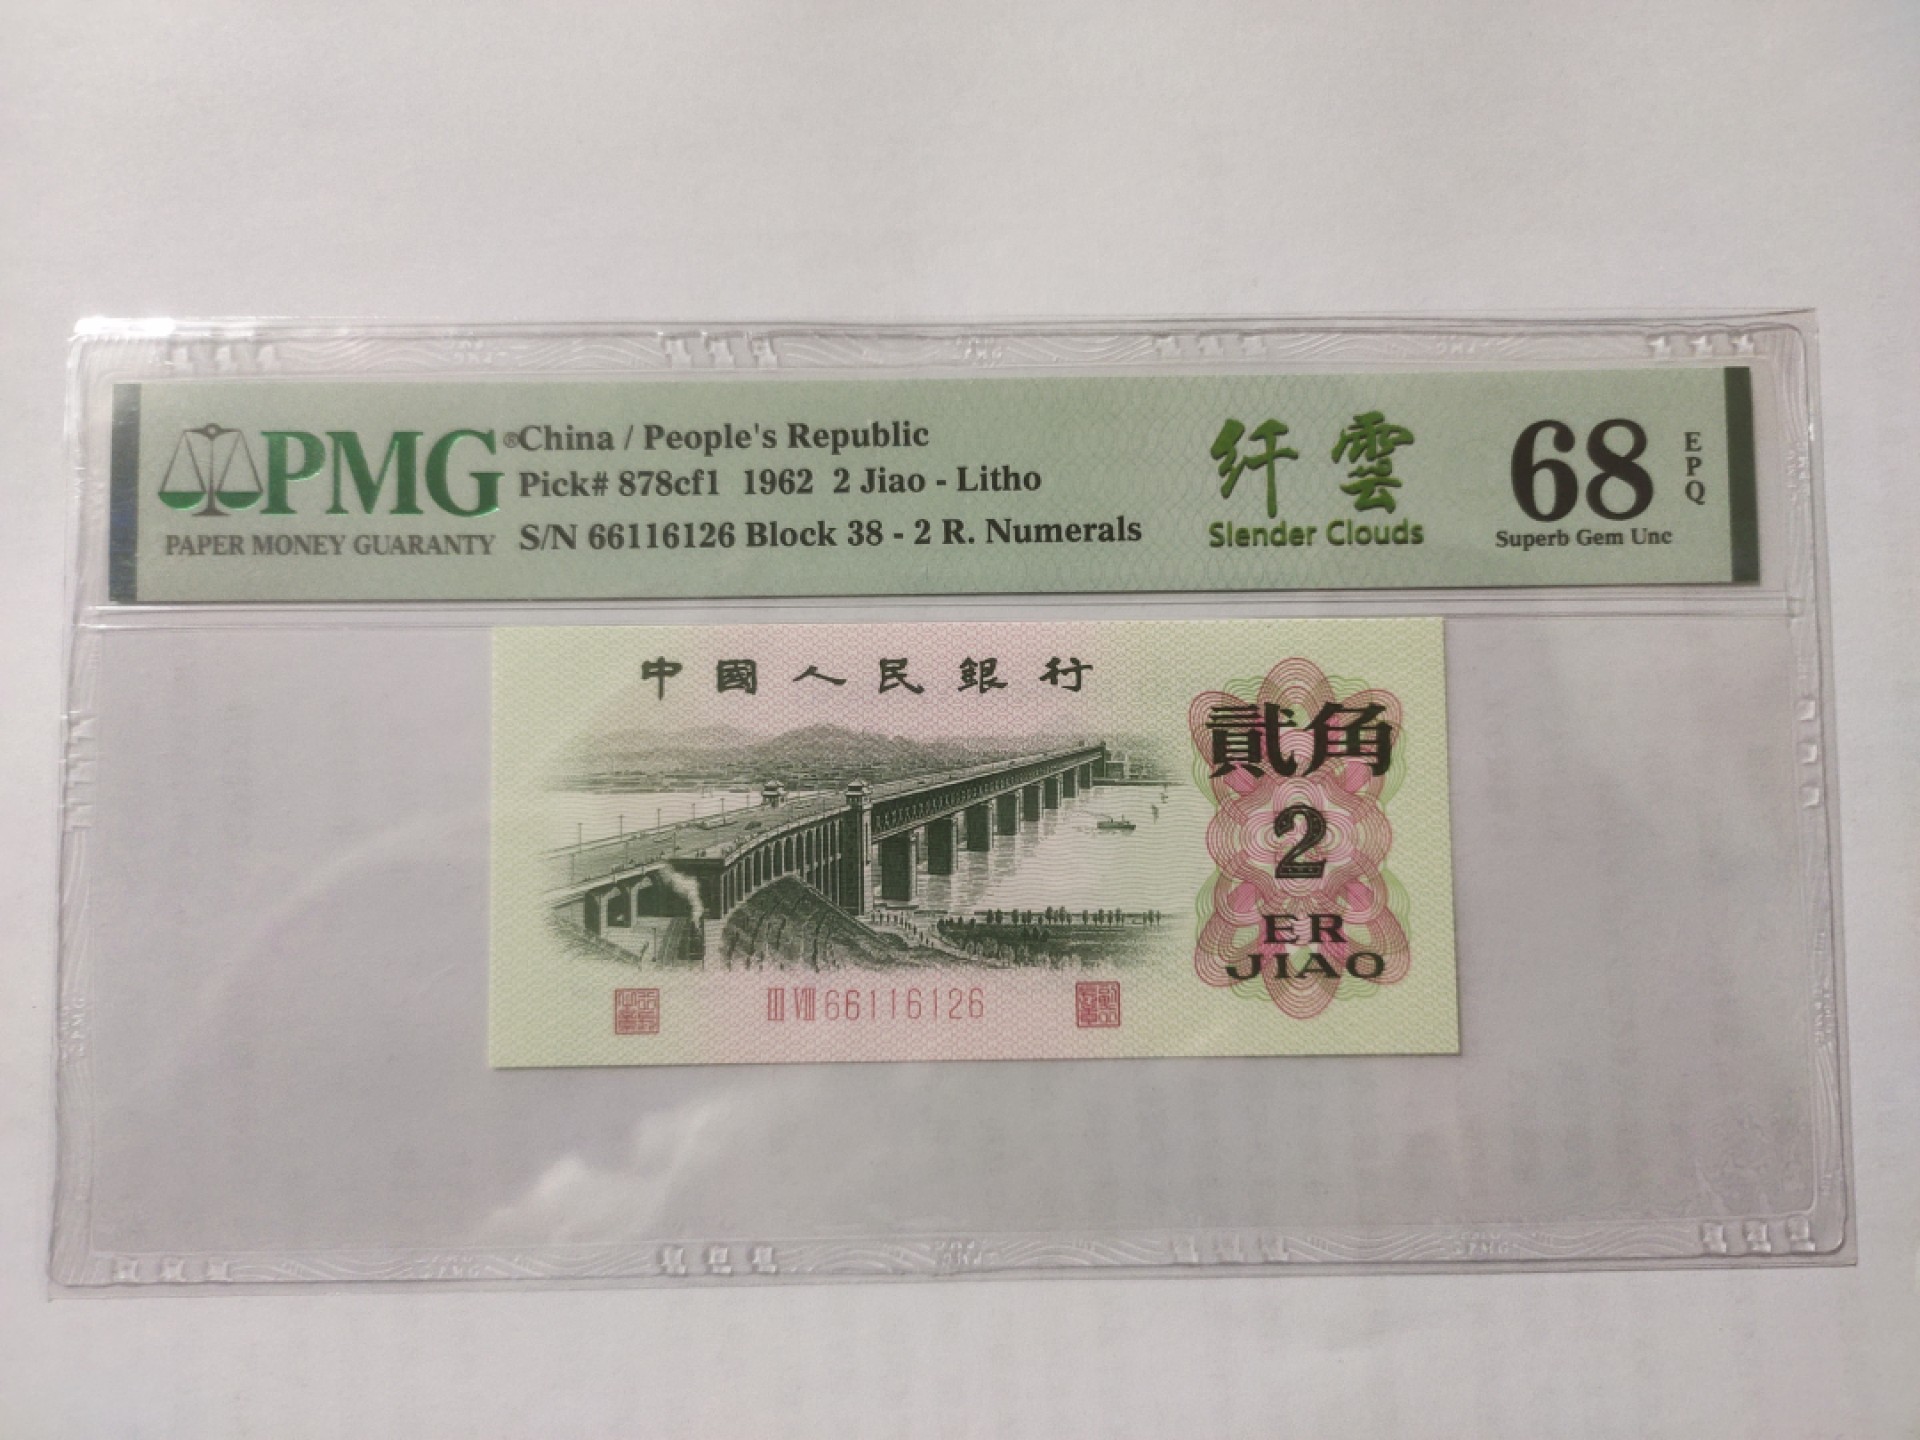 PMG®
PAPER MONEY GUARANTY
China / People's Republic
Pick# 878cf1 1962 2 Jiao - Litho
S/N 66116126 Block 38 - 2 R. Numerals
纤雲
Slender Clouds
68
EPQ
Superb Gem Unc
中國人民銀行
貳角
2
ER
JIAO
III VIII 66116126